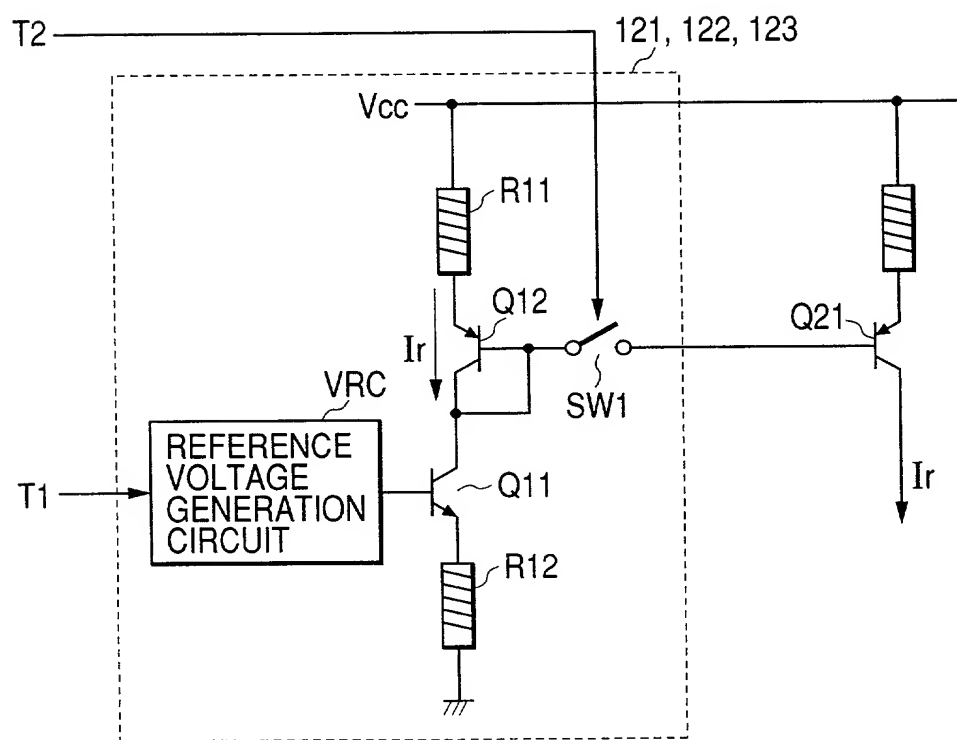 T2
121, 122, 123
Vcc
R11
Q12
Q21
Ir
SW1
VRC
REFERENCE
VOLTAGE
GENERATION
CIRCUIT
T1
Q11
Ir
R12